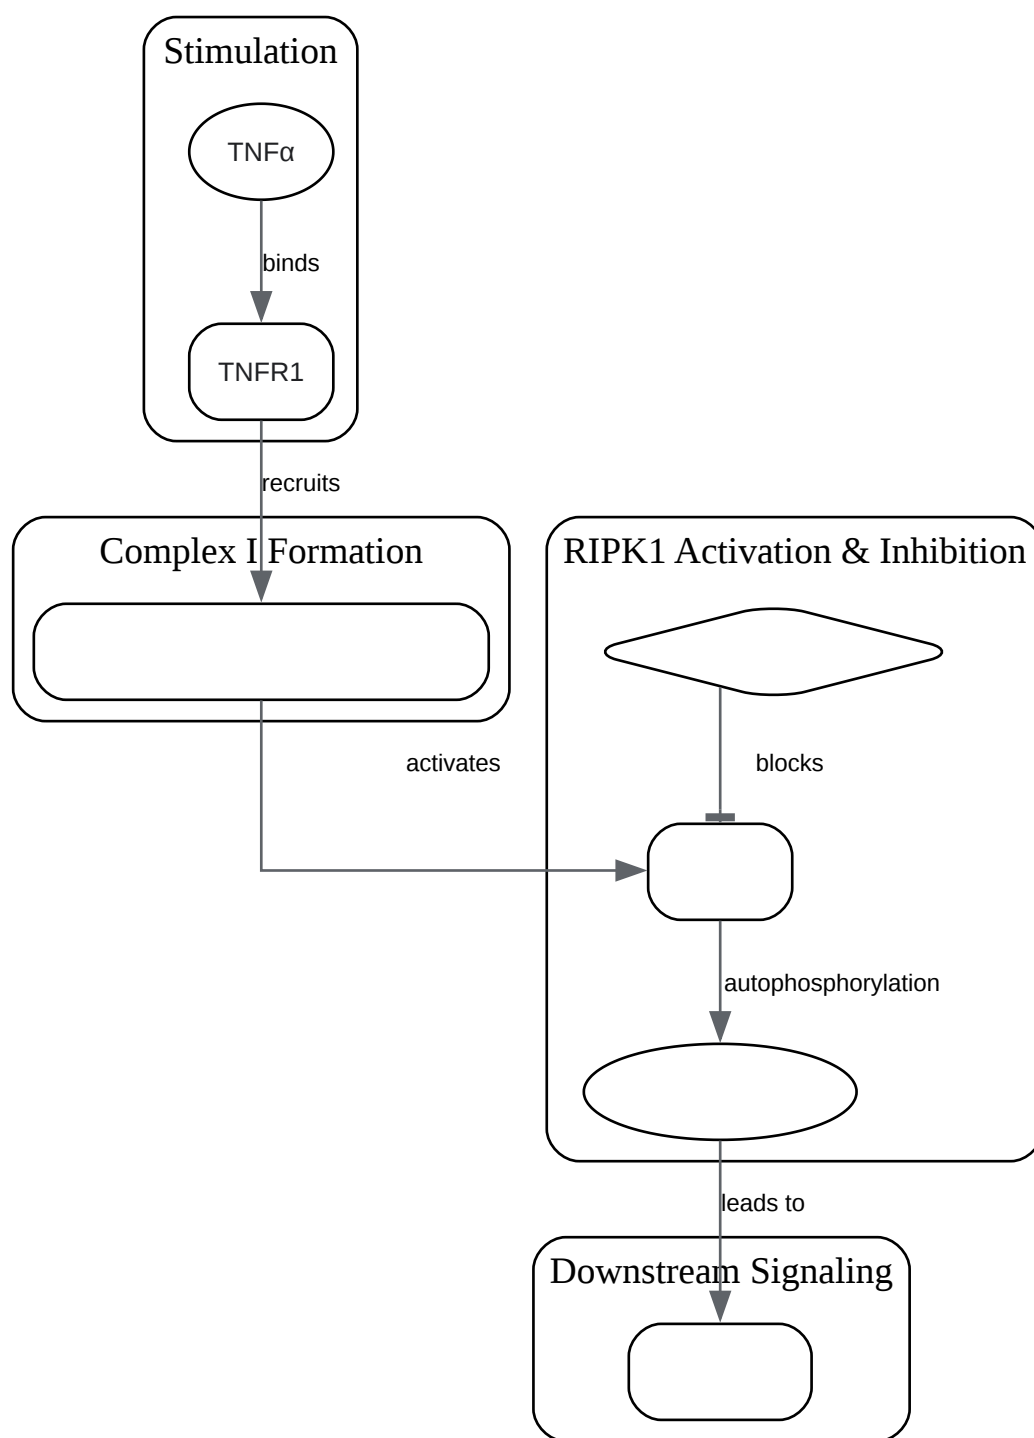 Stimulation
TNFα
binds
TNFR1
recruits
Complex I Formation
RIPK1 Activation & Inhibition
activates
blocks
autophosphorylation
leads to
Downstream Signaling